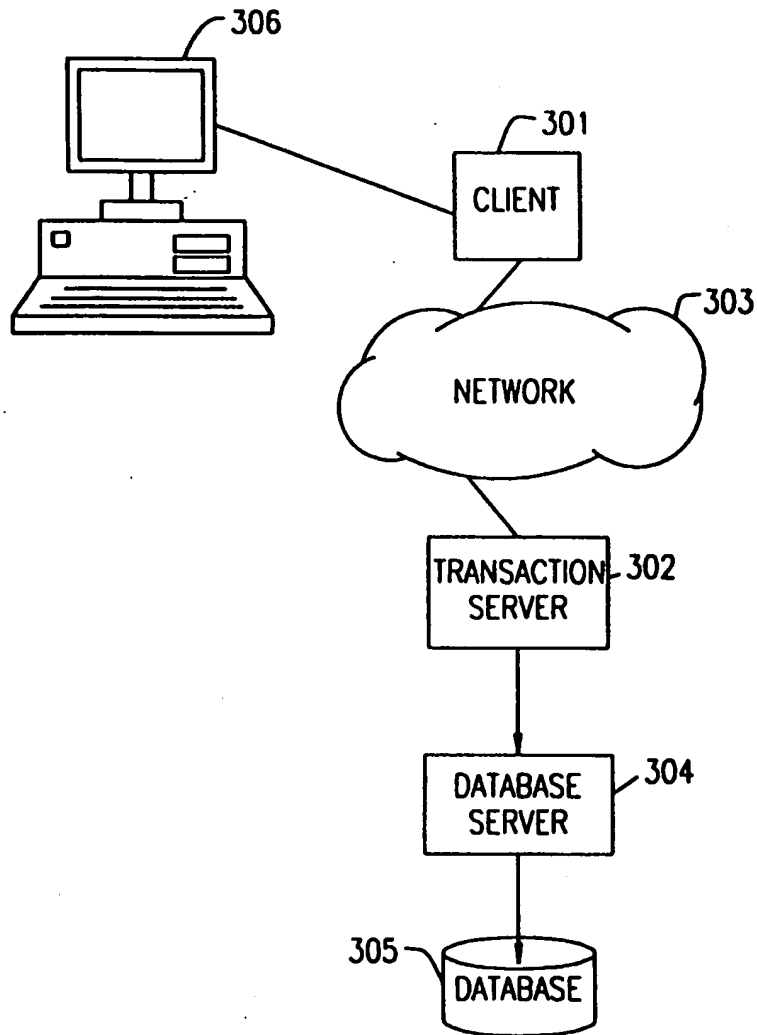 306
301
CLIENT
303
NETWORK
TRANSACTION
SERVER
302
DATABASE
SERVER
304
305
DATABASE